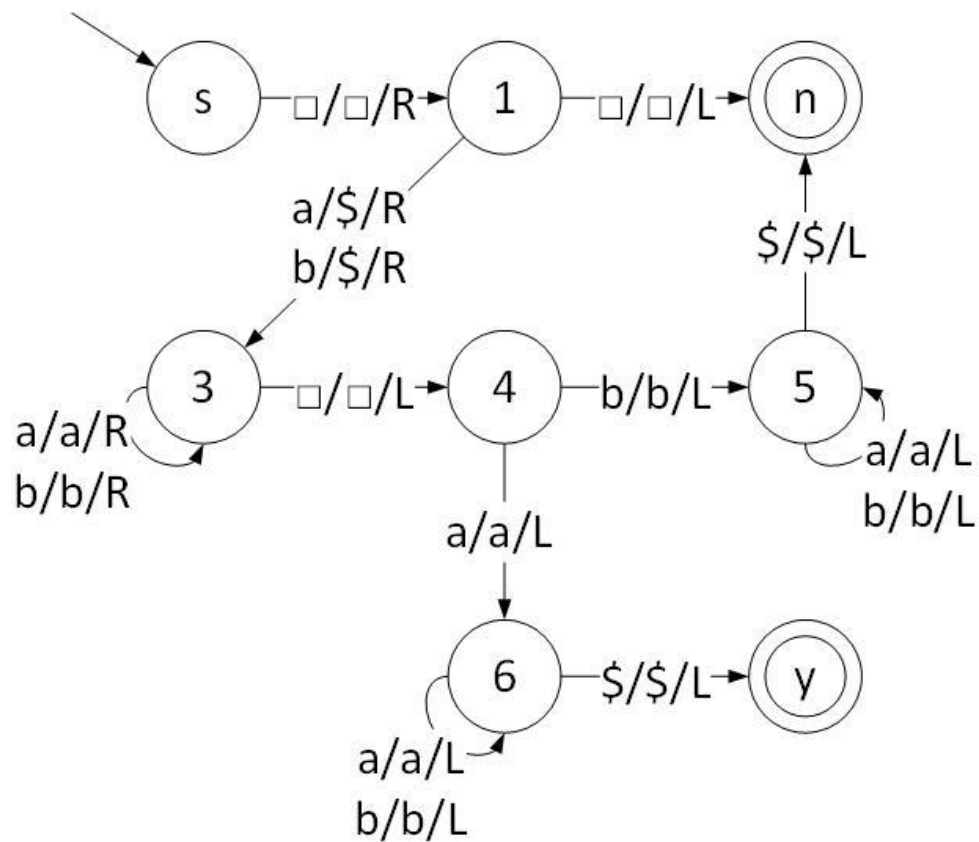 s
□/□/R
1
□/□/L
n
a/$/R
b/$/R
$/$/L
3
□/□/L
4
b/b/L
5
a/a/R
b/b/R
a/a/L
b/b/L
a/a/L
6
$/$/L
y
a/a/L
b/b/L